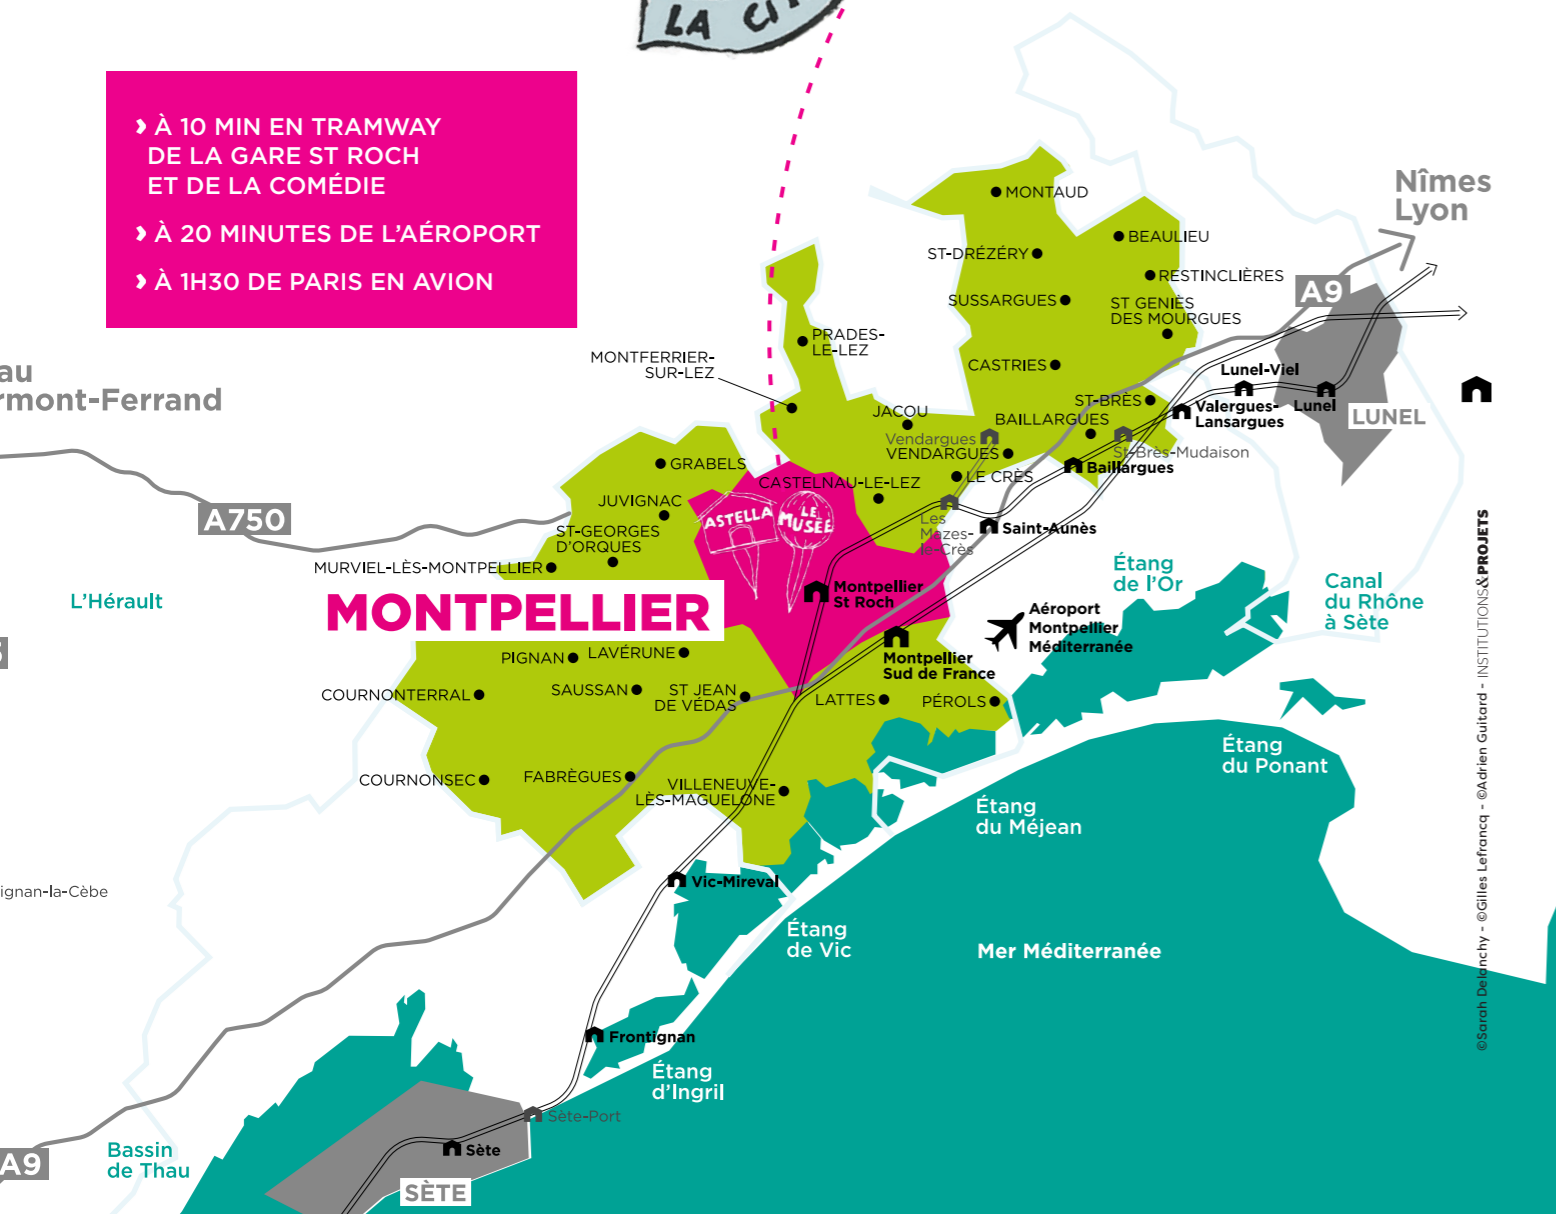 LA
❯ À 10 MIN EN TRAMWAY
DE LA GARE ST ROCH
ET DE LA COMÉDIE
❯ À 20 MINUTES DE L'AÉROPORT
❯ À 1H30 DE PARIS EN AVION
Nîmes
Lyon
MONTAUD
BEAULIEU
ST-DRÉZÉRY
RESTINCLIÈRES
A9
SUSSARGUES
ST GENIÈS
DES MOURGUES
PRADES-
LE-LEZ
MONTFERRIER-
SUR-LEZ
CASTRIES
Lunel-Viel
au
rmont-Ferrand
ST-BRÈS
Valergues-
Lansargues
Lunel
LUNEL
JACOU
BAILLARGUES
Vendargues
VENDARGUES
St-Brès-Mudaison
Baillargues
GRABELS
CASTELNAU-LE-LEZ
LE CRÈS
JUVIGNAC
A750
ASTELLA
LE
MUSÉE
ST-GEORGES
D'ORQUES
Les
Mazes-
le-Crès
Saint-Aunès
MURVIEL-LÈS-MONTPELLIER
Étang
de l'Or
Canal
du Rhône
à Sète
L'Hérault
MONTPELLIER
Montpellier
St Roch
Aéroport
Montpellier
Méditerranée
PIGNAN
LAVÉRUNE
Montpellier
Sud de France
COURNONTERRAL
SAUSSAN
ST JEAN
DE VÉDAS
LATTES
PÉROLS
Étang
du Ponant
COURNONSEC
FABRÈGUES
VILLENEUVE-
LÈS-MAGUELONE
Étang
du Méjean
ignan-la-Cèbe
Vic-Mireval
Étang
de Vic
Mer Méditerranée
Frontignan
Étang
d'Ingril
Sète-Port
Bassin
de Thau
Sète
A9
SÈTE
©Sarah Delanchy - ©Gilles Lefrancq - ©Adrien Guitard - INSTITUTIONS&PROJETS